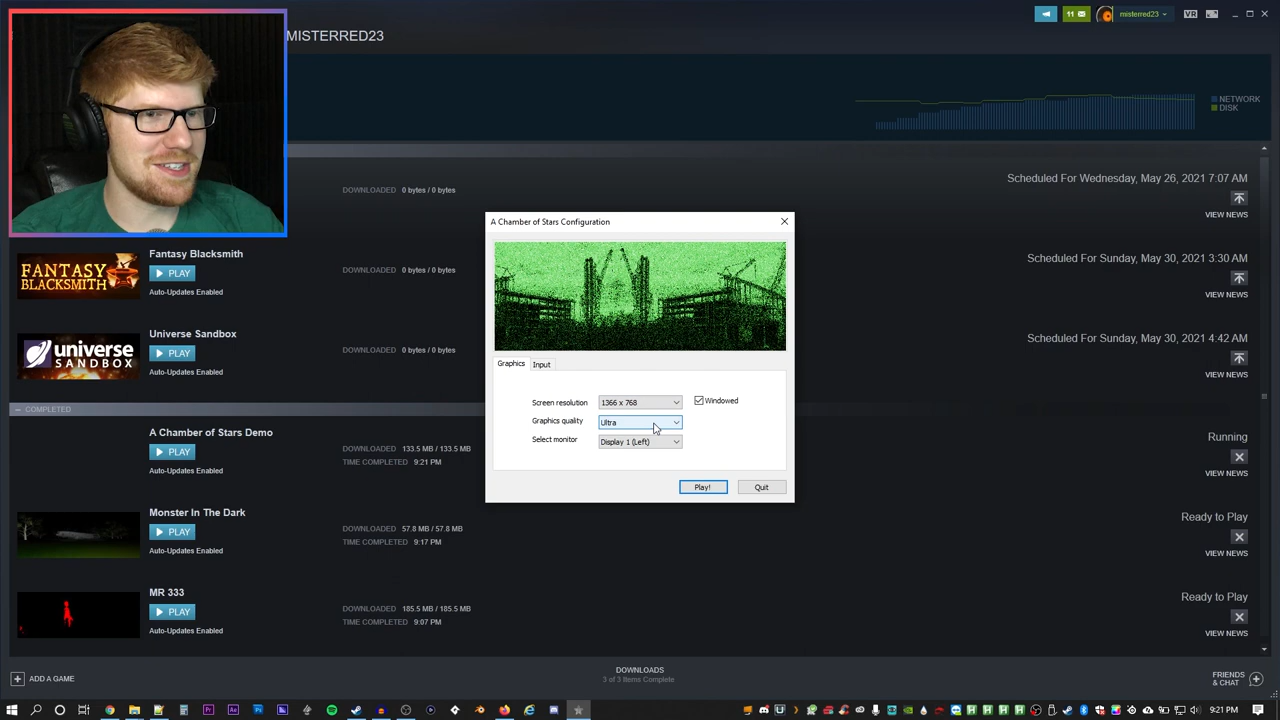 MISTERRED23
11
misterred23
VR
NETWORK
DISK
DOWNLOADED 0 bytes / 0 bytes
Scheduled For Wednesday, May 26, 2021 7:07 AM
VIEW NEWS
FANTASY
BLACKSMITH
Fantasy Blacksmith
PLAY
Auto-Updates Enabled
DOWNLOADED 0 bytes / 0 bytes
Scheduled For Sunday, May 30, 2021 3:30 AM
VIEW NEWS
universe
SANDBOX
Universe Sandbox
PLAY
Auto-Updates Enabled
DOWNLOADED 0 bytes / 0 bytes
Scheduled For Sunday, May 30, 2021 4:42 AM
VIEW NEWS
A Chamber of Stars Configuration
Graphics
Input
Screen resolution 1366 x 768
Windowed
Graphics quality Ultra
Select monitor Display 1 (Left)
Play!
Quit
COMPLETED
A Chamber of Stars Demo
PLAY
Auto-Updates Enabled
DOWNLOADED 133.5 MB / 133.5 MB
TIME COMPLETED 9:21 PM
Running
VIEW NEWS
Monster In The Dark
PLAY
Auto-Updates Enabled
DOWNLOADED 57.8 MB / 57.8 MB
TIME COMPLETED 9:17 PM
Ready to Play
VIEW NEWS
MR 333
PLAY
Auto-Updates Enabled
DOWNLOADED 185.5 MB / 185.5 MB
TIME COMPLETED 9:07 PM
Ready to Play
VIEW NEWS
ADD A GAME
DOWNLOADS
3 of 3 Items Complete
FRIENDS
& CHAT
9:21 PM